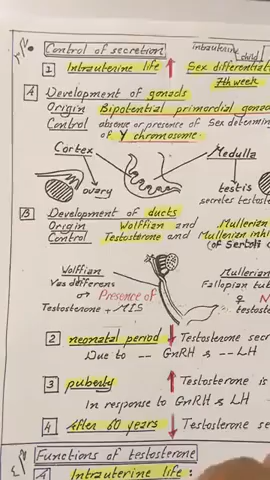 Control of secretion
intrauterine child
1 Intrauterine life ↑ Sex differentiat
7th week
A Development of gonads
Origin Bipotential primordial gonad
Control absence or presence of Sex determin
of Y chromosome.
Cortex Medulla
ovary testis
secretes testost
B Development of ducts
Origin Wolffian and Mullerian
Control Testosterone and Mullerian inhi
(of Sertoli
Wolffian Mullerian
Vas deferens Fallopian tub
♂ Presence of ♀ N
Testosterone + MIS testost
2 neonatal period ↓ Testosterone secr
Due to -- GnRH & -- LH
3 puberty ↑ Testosterone is
In response to GnRH & LH
4 After 60 years ↓ Testosterone se
Functions of testosterone
Intrauterine life: